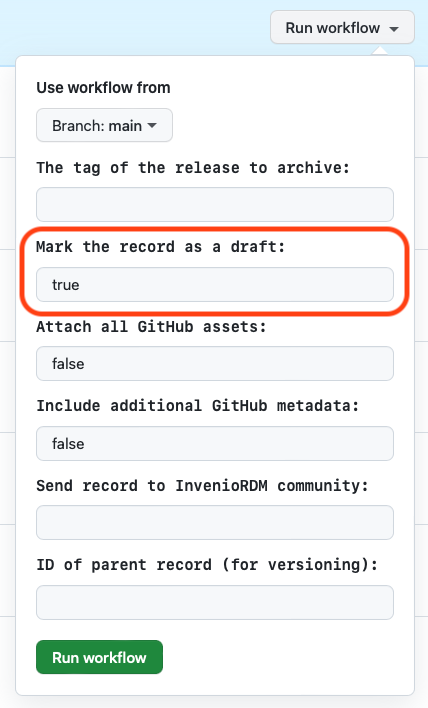 Run workflow
Use workflow from
Branch: main
The tag of the release to archive:
Mark the record as a draft:
true
Attach all GitHub assets:
false
Include additional GitHub metadata:
false
Send record to InvenioRDM community:
ID of parent record (for versioning):
Run workflow